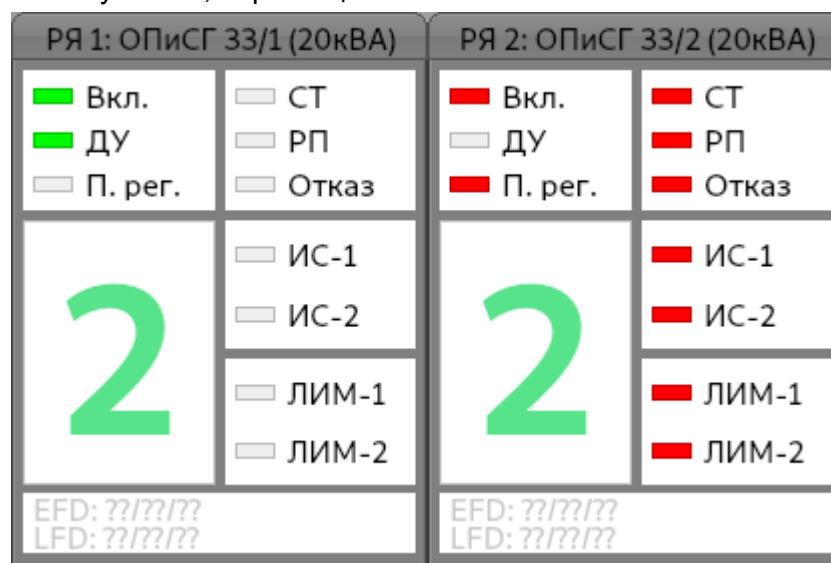 РЯ 1: ОПиСГ 33/1 (20кВА)
Вкл.
ДУ
П. рег.
СТ
РП
Отказ
2
ИС-1
ИС-2
ЛИМ-1
ЛИМ-2
EFD: ??/??/??
LFD: ??/??/??
РЯ 2: ОПиСГ 33/2 (20кВА)
Вкл.
ДУ
П. рег.
СТ
РП
Отказ
2
ИС-1
ИС-2
ЛИМ-1
ЛИМ-2
EFD: ??/??/??
LFD: ??/??/??